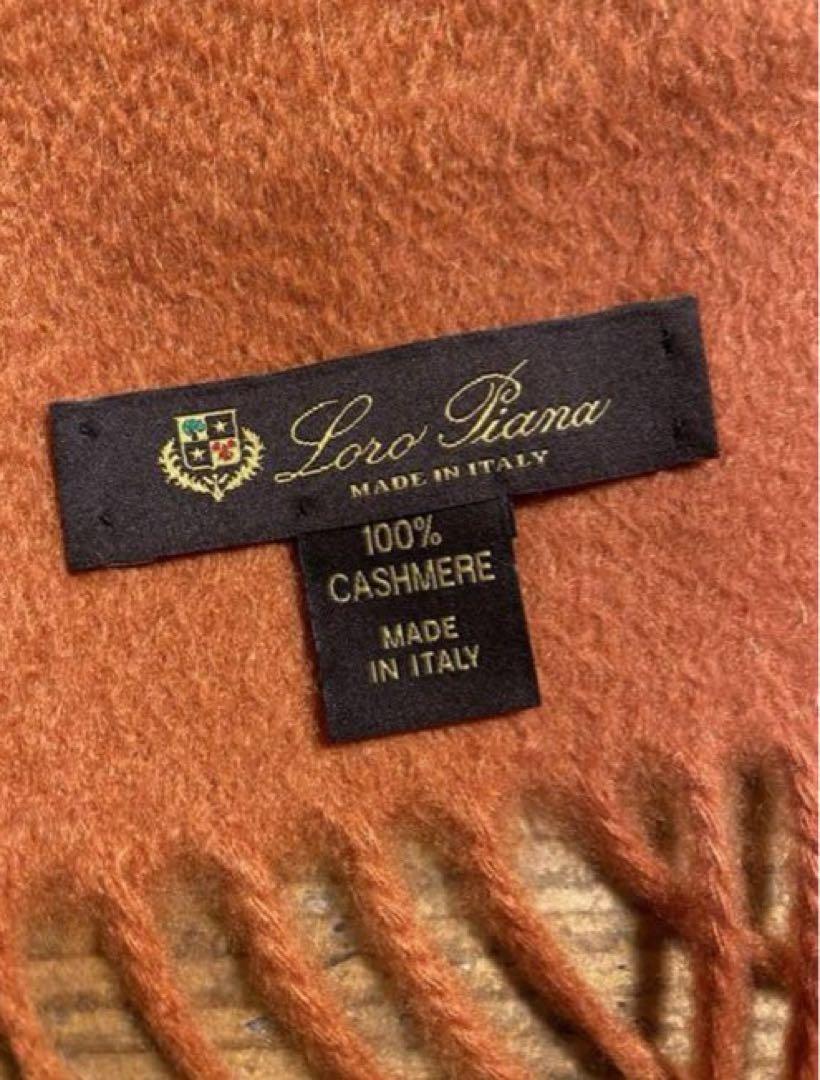 Loro Piana
MADE IN ITALY
100%
CASHMERE
MADE
IN ITALY